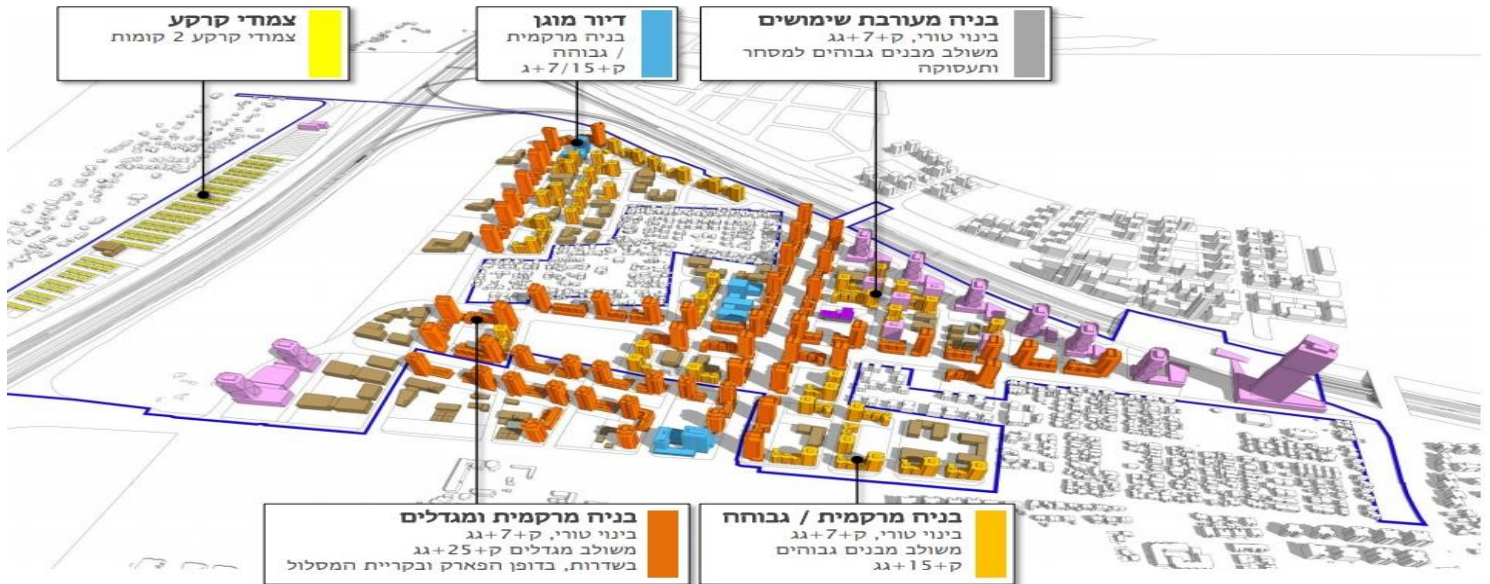 בניה מעורבת שימושים
בינוי טורי, ק+7+גג
משולב מבנים גבוהים למסחר
ותעסוקה
דיור מוגן
בניה מרקמית
/ גבוהה
ק+7/15+ג
צמודי קרקע
צמודי קרקע 2 קומות
בניה מרקמית / גבוהה
בינוי טורי, ק+7+גג
משולב מבנים גבוהים
ק+15+גג
בניה מרקמית ומגדלים
בינוי טורי, ק+7+גג
משולב מגדלים ק+25+גג
בשדרות, בדופן הפארק ובקריית המסלול